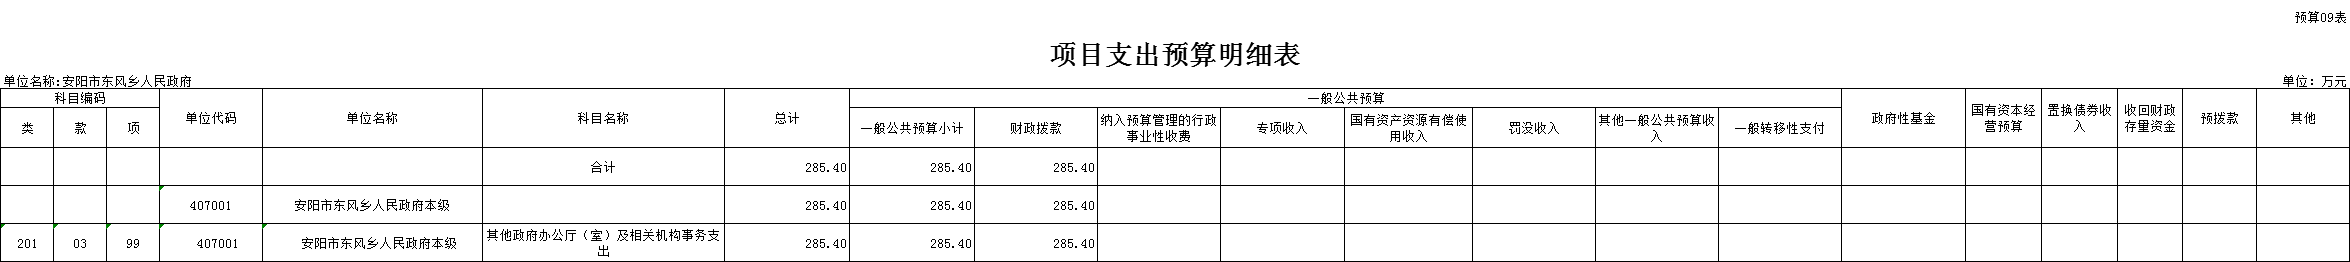 预算09表
项目支出预算明细表
单位名称:安阳市东风乡人民政府 单位：万元
科目编码 单位代码 单位名称 科目名称 总计 一般公共预算 政府性基金 国有资本经营预算 置换债券收入 收回财政存量资金 预拨款 其他
类 款 项 一般公共预算小计 财政拨款 纳入预算管理的行政事业性收费 专项收入 国有资产资源有偿使用收入 罚没收入 其他一般公共预算收入 一般转移性支付
合计 285.40 285.40 285.40
407001 安阳市东风乡人民政府本级 285.40 285.40 285.40
201 03 99 407001 安阳市东风乡人民政府本级 其他政府办公厅（室）及相关机构事务支出 285.40 285.40 285.40